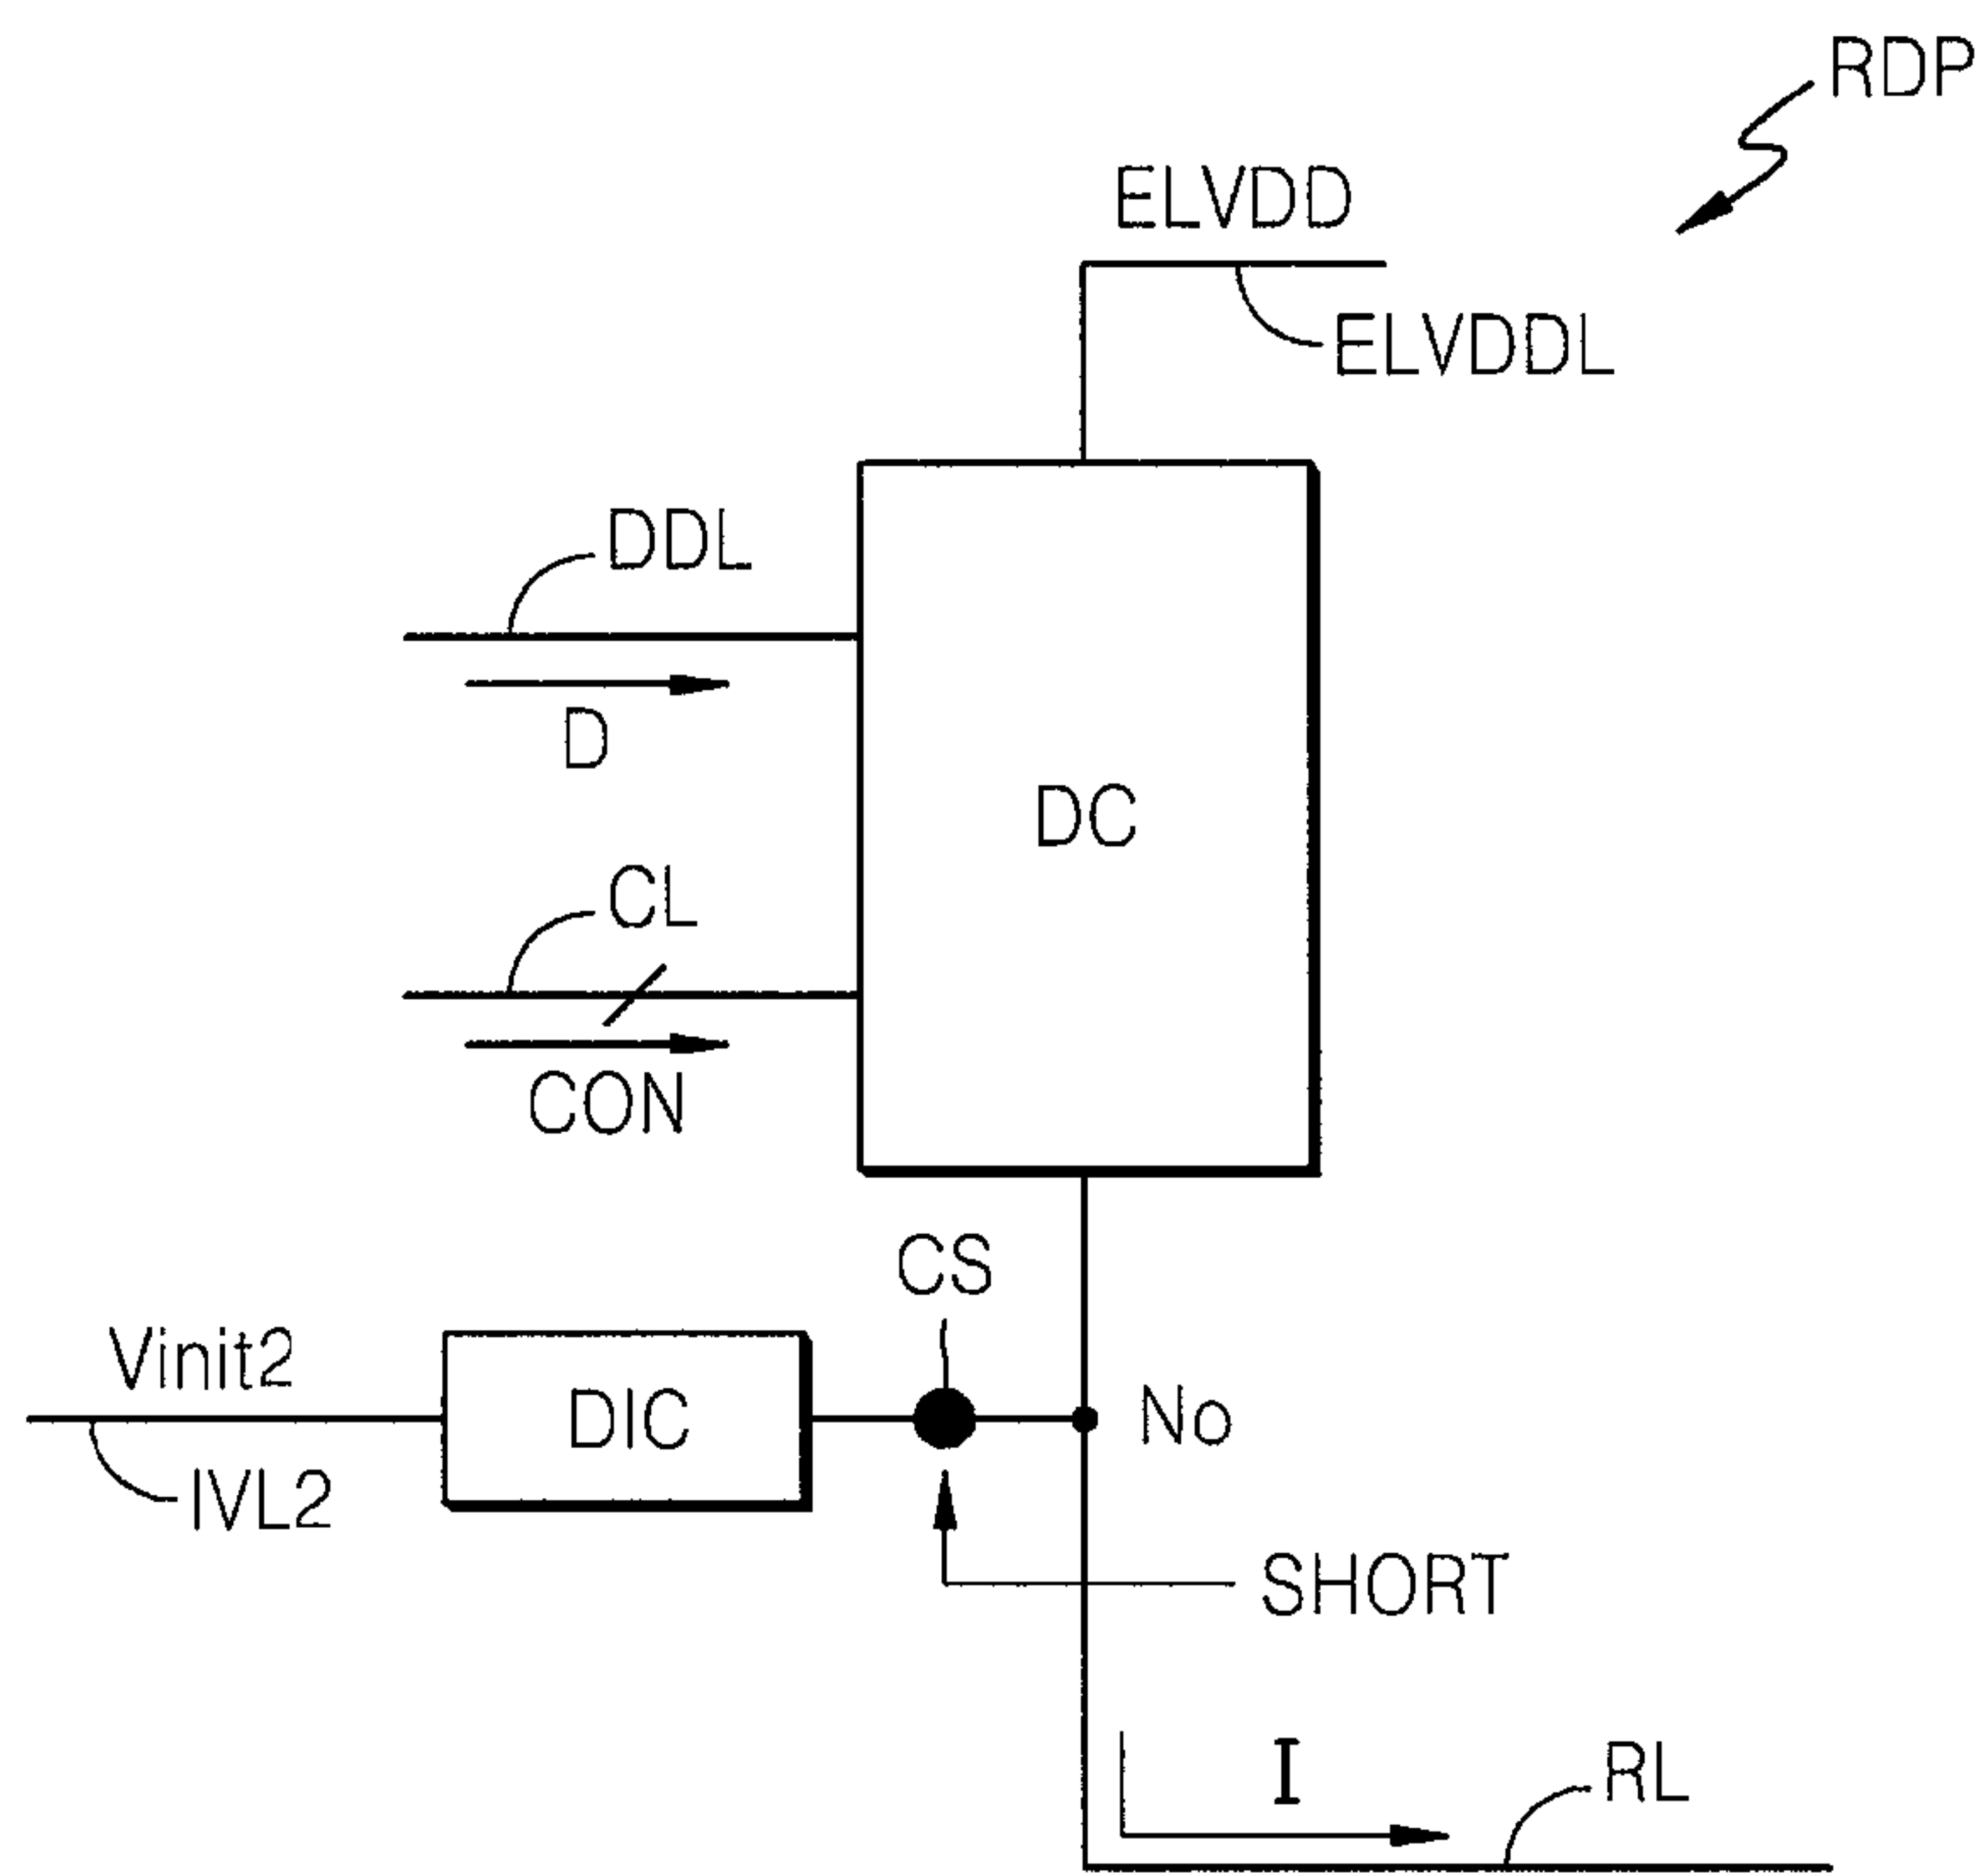 RDP
ELVDD
ELVDDL
DDL
D
DC
CL
CON
CS
Vinit2
DIC
No
IVL2
SHORT
I
RL